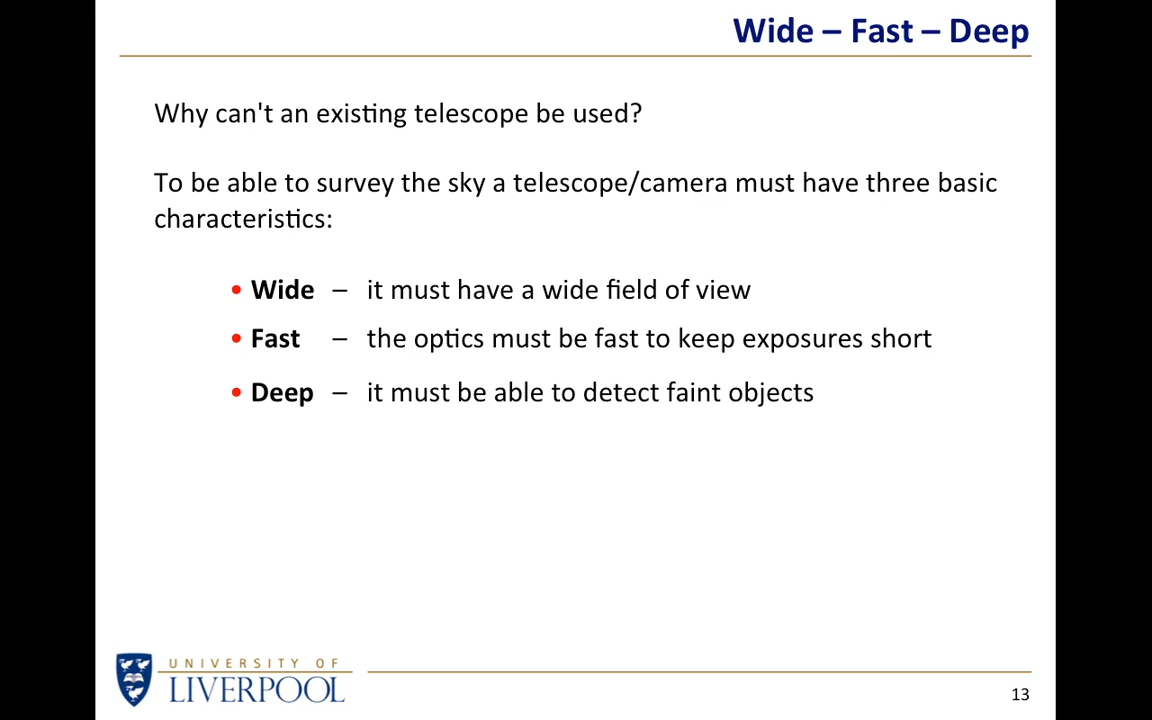 Wide – Fast – Deep
Why can't an existing telescope be used?
To be able to survey the sky a telescope/camera must have three basic
characteristics:
• Wide – it must have a wide field of view
• Fast – the optics must be fast to keep exposures short
• Deep – it must be able to detect faint objects
UNIVERSITY OF
LIVERPOOL
13